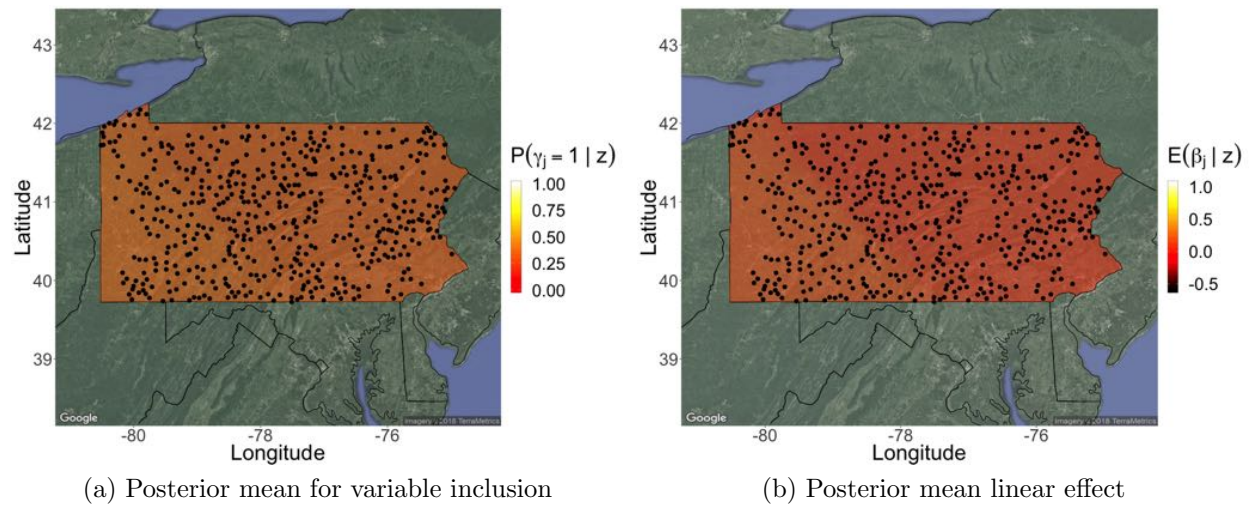 43
42
41
40
39
Latitude
-80
-78
-76
Longitude
P(γj = 1 | z)
1.00
0.75
0.50
0.25
0.00
Google
Imagery ©2018 TerraMetrics
(a) Posterior mean for variable inclusion
43
42
41
40
39
Latitude
-80
-78
-76
Longitude
E(βj | z)
1.0
0.5
0.0
-0.5
Google
Imagery ©2018 TerraMetrics
(b) Posterior mean linear effect